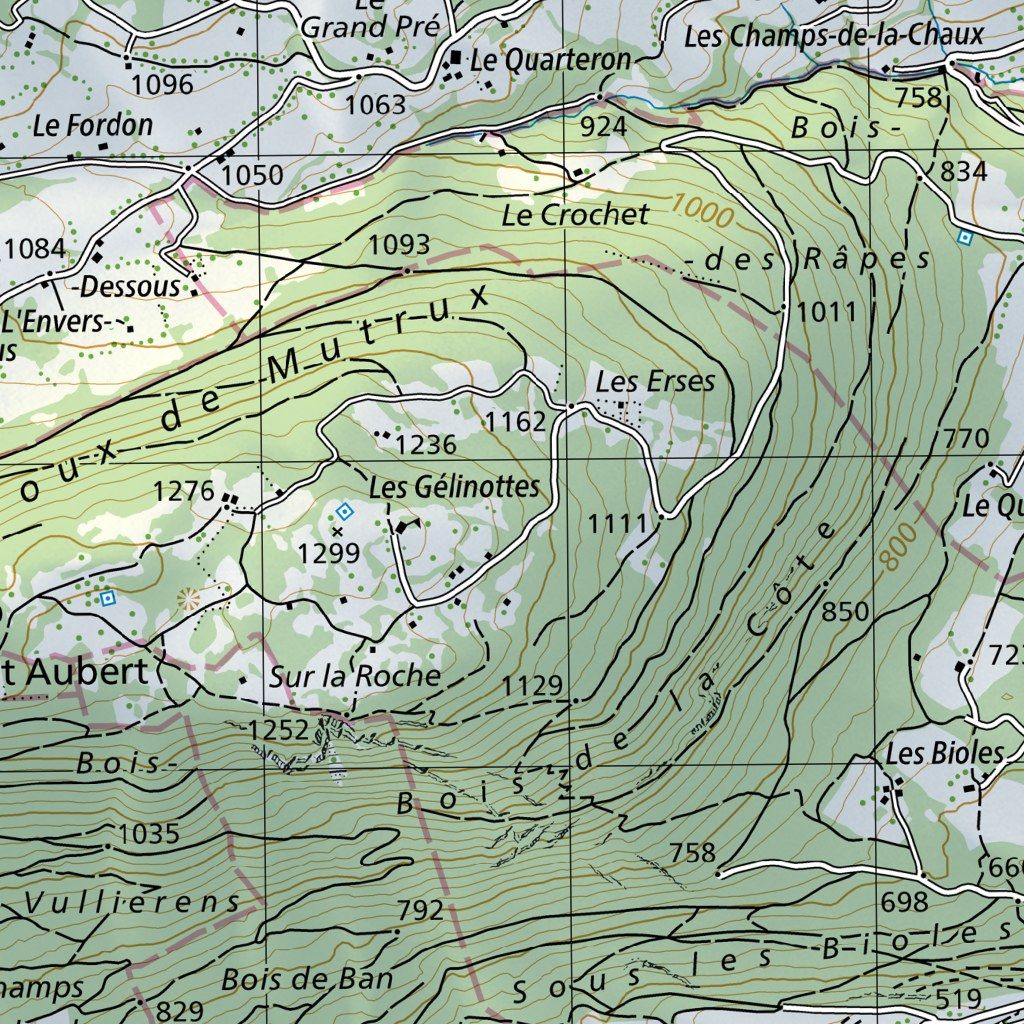 Le
Grand Pré
Le Quarteron
Les Champs-de-la-Chaux
1096
1063
758
Le Fordon
924
Bois-
1050
834
Le Crochet
1000
1084
1093
-des Râpes
-Dessous
L'Envers-
us
1011
oux de Mutrux
Les Erses
1162
1236
770
1276
Les Gélinottes
Le Qu
1111
1299
800
850
t Aubert
Sur la Roche
1129
72
1252
Bois de la Côte
Les Bioles
Bois-
1035
758
66
Vullierens
792
698
Sous les Bioles
Bois de Ban
hamps
829
519